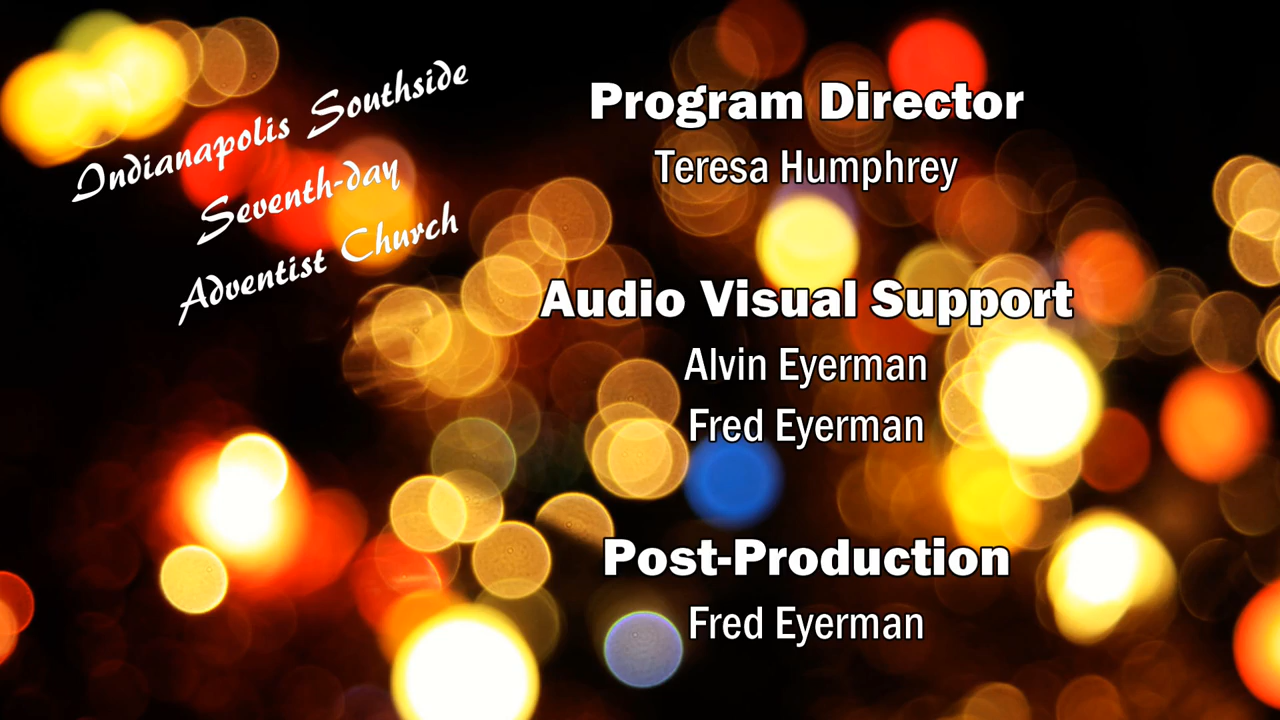 Indianapolis Southside
Seventh-day
Adventist Church
Program Director
Teresa Humphrey
Audio Visual Support
Alvin Eyerman
Fred Eyerman
Post-Production
Fred Eyerman